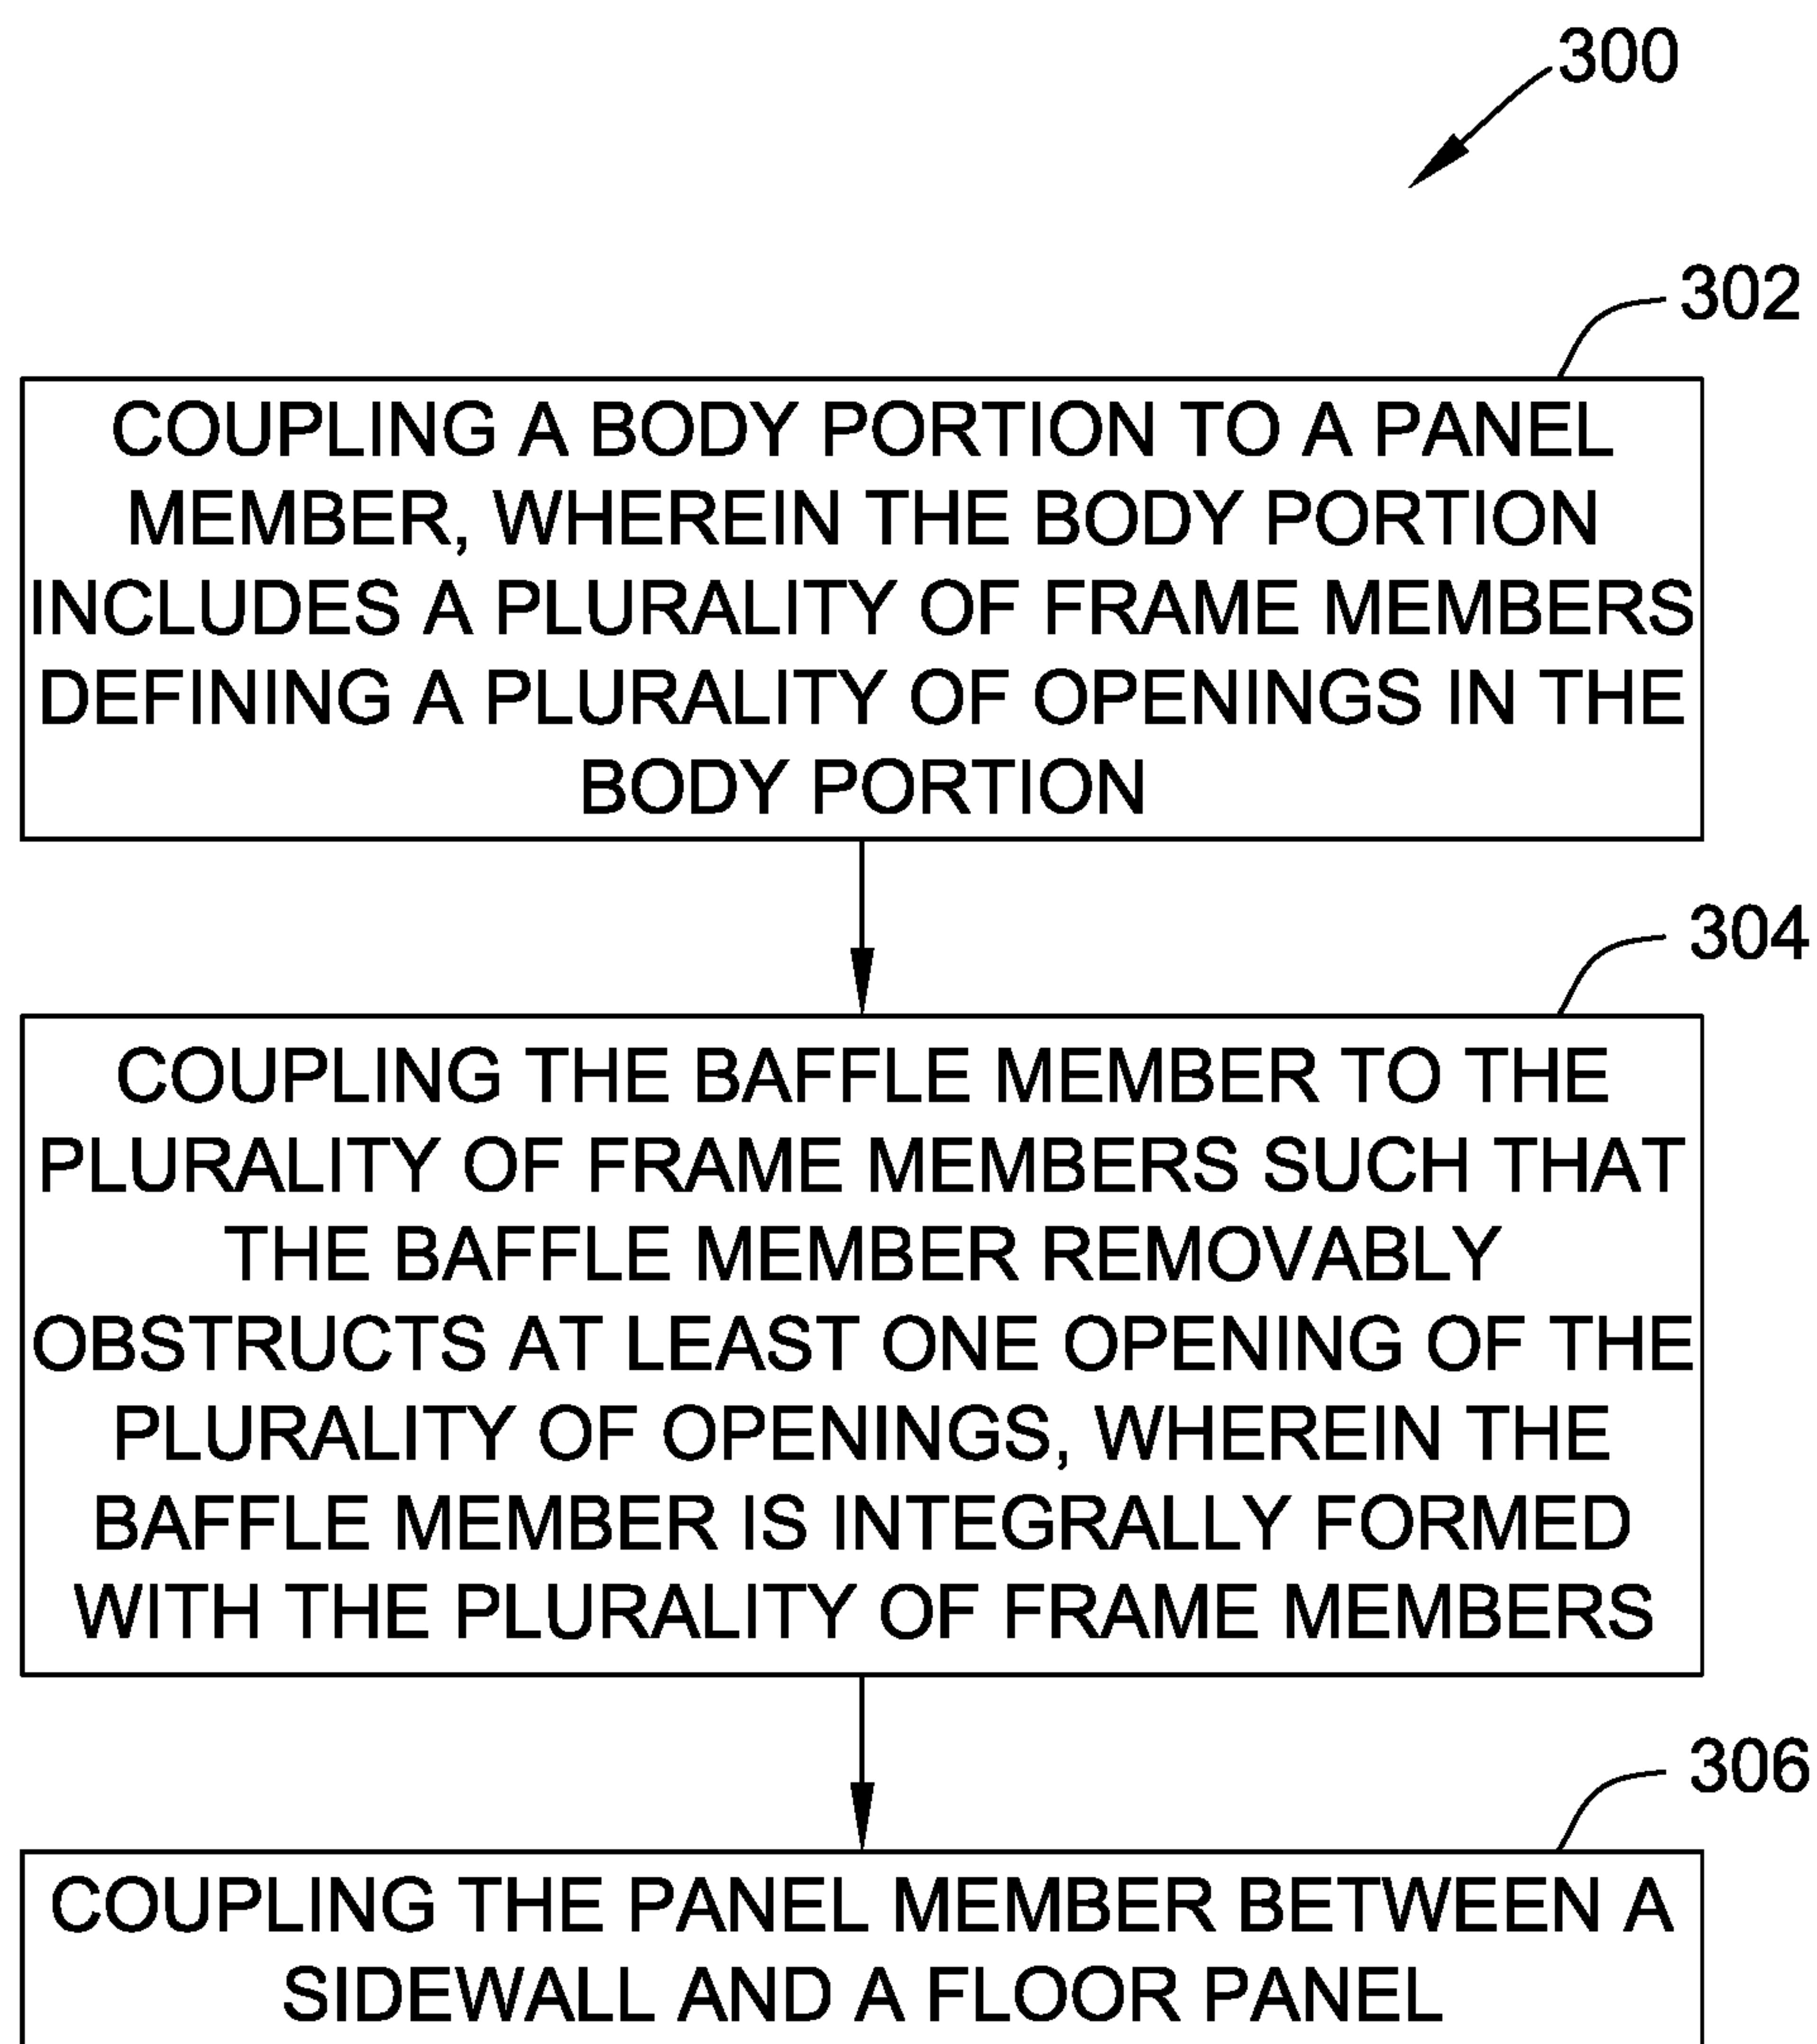 300
302
COUPLING A BODY PORTION TO A PANEL
MEMBER, WHEREIN THE BODY PORTION
INCLUDES A PLURALITY OF FRAME MEMBERS
DEFINING A PLURALITY OF OPENINGS IN THE
BODY PORTION
304
COUPLING THE BAFFLE MEMBER TO THE
PLURALITY OF FRAME MEMBERS SUCH THAT
THE BAFFLE MEMBER REMOVABLY
OBSTRUCTS AT LEAST ONE OPENING OF THE
PLURALITY OF OPENINGS, WHEREIN THE
BAFFLE MEMBER IS INTEGRALLY FORMED
WITH THE PLURALITY OF FRAME MEMBERS
306
COUPLING THE PANEL MEMBER BETWEEN A
SIDEWALL AND A FLOOR PANEL